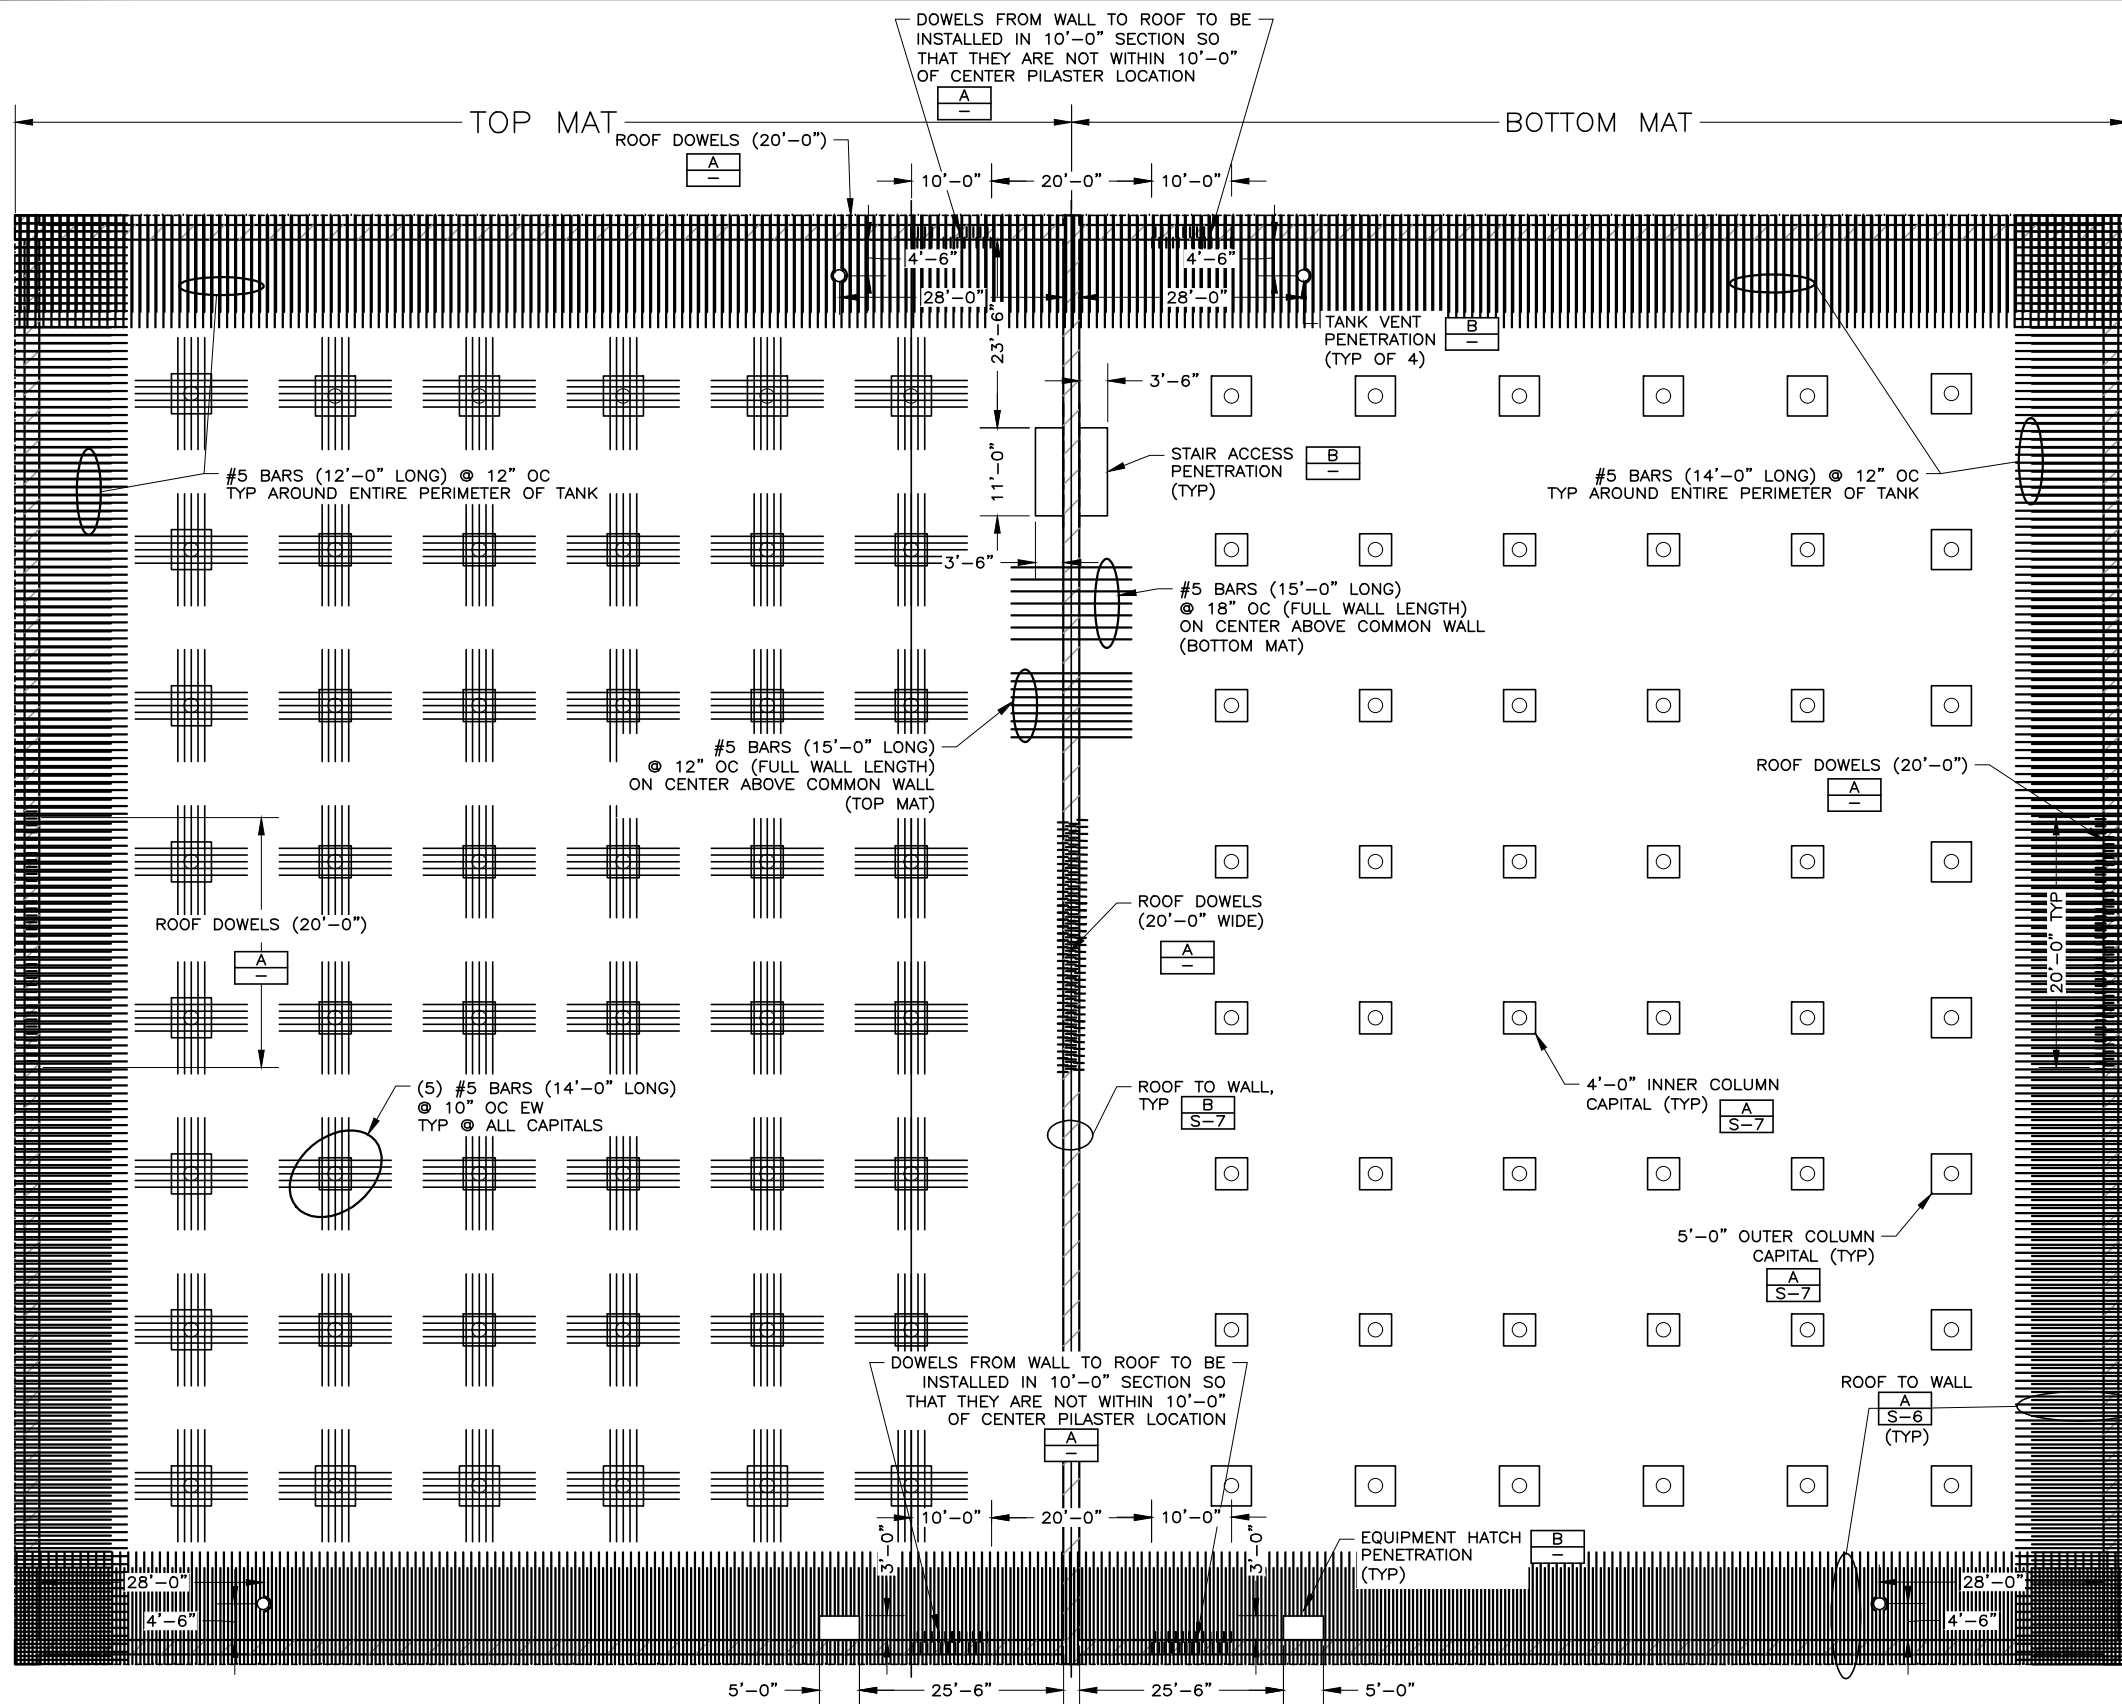 DOWELS FROM WALL TO ROOF TO BE
INSTALLED IN 10'-0" SECTION SO
THAT THEY ARE NOT WITHIN 10'-0"
OF CENTER PILASTER LOCATION
A
-
TOP MAT
BOTTOM MAT
ROOF DOWELS (20'-0")
A
-
10'-0"
20'-0"
10'-0"
4'-6"
4'-6"
28'-0"
28'-0"
23'-6"
TANK VENT
PENETRATION
(TYP OF 4)
B
-
3'-6"
11'-0"
STAIR ACCESS
PENETRATION
(TYP)
B
-
#5 BARS (12'-0" LONG) @ 12" OC
TYP AROUND ENTIRE PERIMETER OF TANK
#5 BARS (14'-0" LONG) @ 12" OC
TYP AROUND ENTIRE PERIMETER OF TANK
3'-6"
#5 BARS (15'-0" LONG)
@ 18" OC (FULL WALL LENGTH)
ON CENTER ABOVE COMMON WALL
(BOTTOM MAT)
#5 BARS (15'-0" LONG)
@ 12" OC (FULL WALL LENGTH)
ON CENTER ABOVE COMMON WALL
(TOP MAT)
ROOF DOWELS (20'-0")
A
-
ROOF DOWELS (20'-0")
A
-
ROOF DOWELS
(20'-0" WIDE)
A
-
20'-0" TYP
(5) #5 BARS (14'-0" LONG)
@ 10" OC EW
TYP @ ALL CAPITALS
ROOF TO WALL,
TYP
B
S-7
4'-0" INNER COLUMN
CAPITAL (TYP)
A
S-7
5'-0" OUTER COLUMN
CAPITAL (TYP)
A
S-7
DOWELS FROM WALL TO ROOF TO BE
INSTALLED IN 10'-0" SECTION SO
THAT THEY ARE NOT WITHIN 10'-0"
OF CENTER PILASTER LOCATION
A
-
ROOF TO WALL
A
S-6
(TYP)
10'-0"
20'-0"
10'-0"
3'-0"
3'-0"
EQUIPMENT HATCH
PENETRATION
(TYP)
B
-
28'-0"
4'-6"
28'-0"
4'-6"
5'-0"
25'-6"
25'-6"
5'-0"